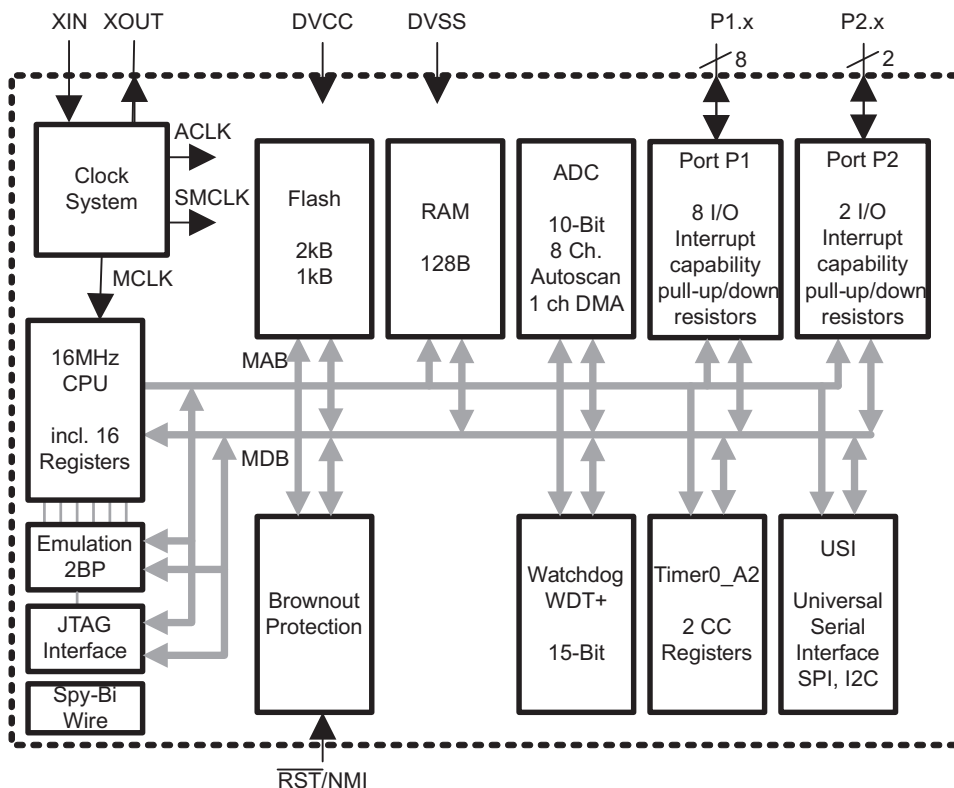 XIN XOUT DVCC DVSS P1.x P2.x
8 2
ACLK
SMCLK
MCLK
Clock
System
Flash
2kB
1kB
RAM
128B
ADC
10-Bit
8 Ch.
Autoscan
1 ch DMA
Port P1
8 I/O
Interrupt
capability
pull-up/down
resistors
Port P2
2 I/O
Interrupt
capability
pull-up/down
resistors
16MHz
CPU
incl. 16
Registers
MAB
MDB
Emulation
2BP
JTAG
Interface
Spy-Bi
Wire
Brownout
Protection
Watchdog
WDT+
15-Bit
Timer0_A2
2 CC
Registers
USI
Universal
Serial
Interface
SPI, I2C
RST/NMI